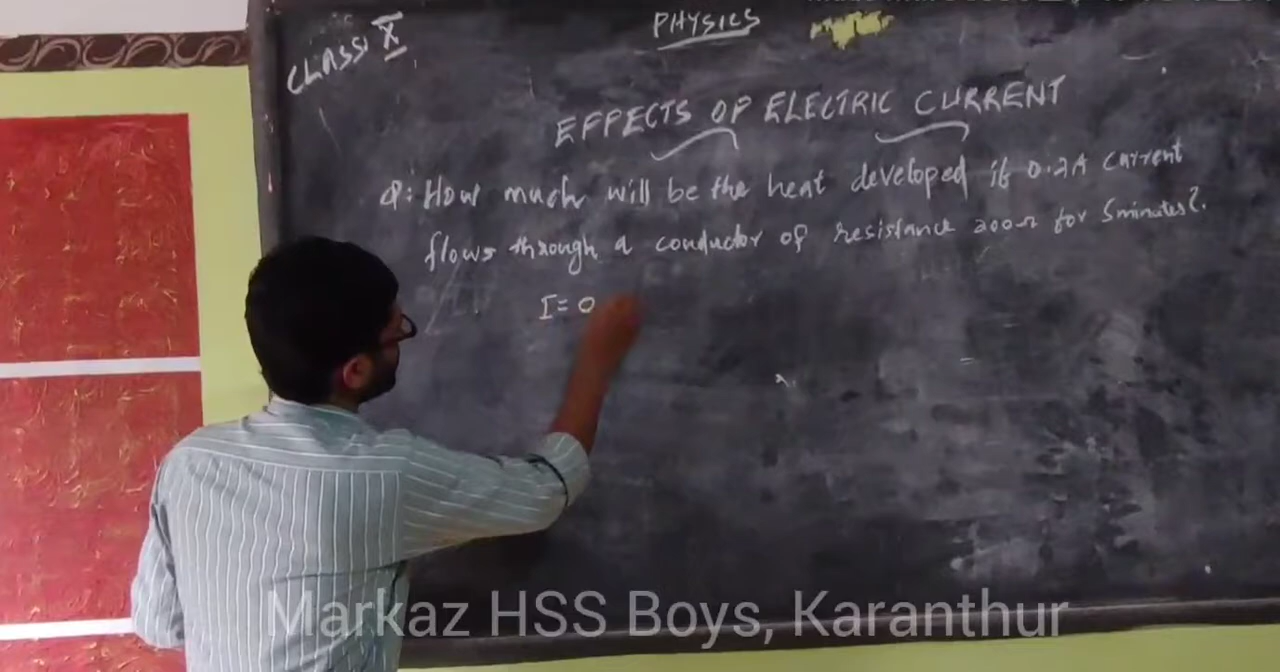 CLASS: X
PHYSICS
EFFECTS OF ELECTRIC CURRENT
Q: How much will be the heat developed if 0.2A current
flows through a conductor of resistance 200Ω for 5minutes?.
I = 0
Markaz HSS Boys, Karanthur